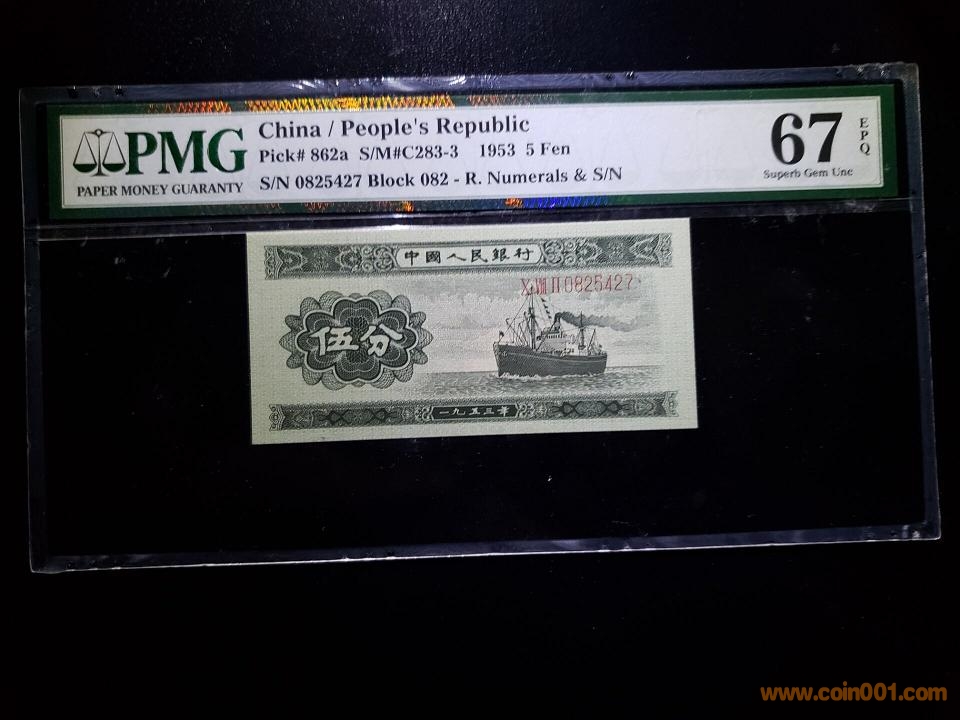 PMG
PAPER MONEY GUARANTY
China / People's Republic
Pick# 862a S/M#C283-3 1953 5 Fen
S/N 0825427 Block 082 - R. Numerals & S/N
67 EPQ
Superb Gem Unc
中國人民銀行
X VIII II 0825427
伍分
一九五三年
www.coin001.com